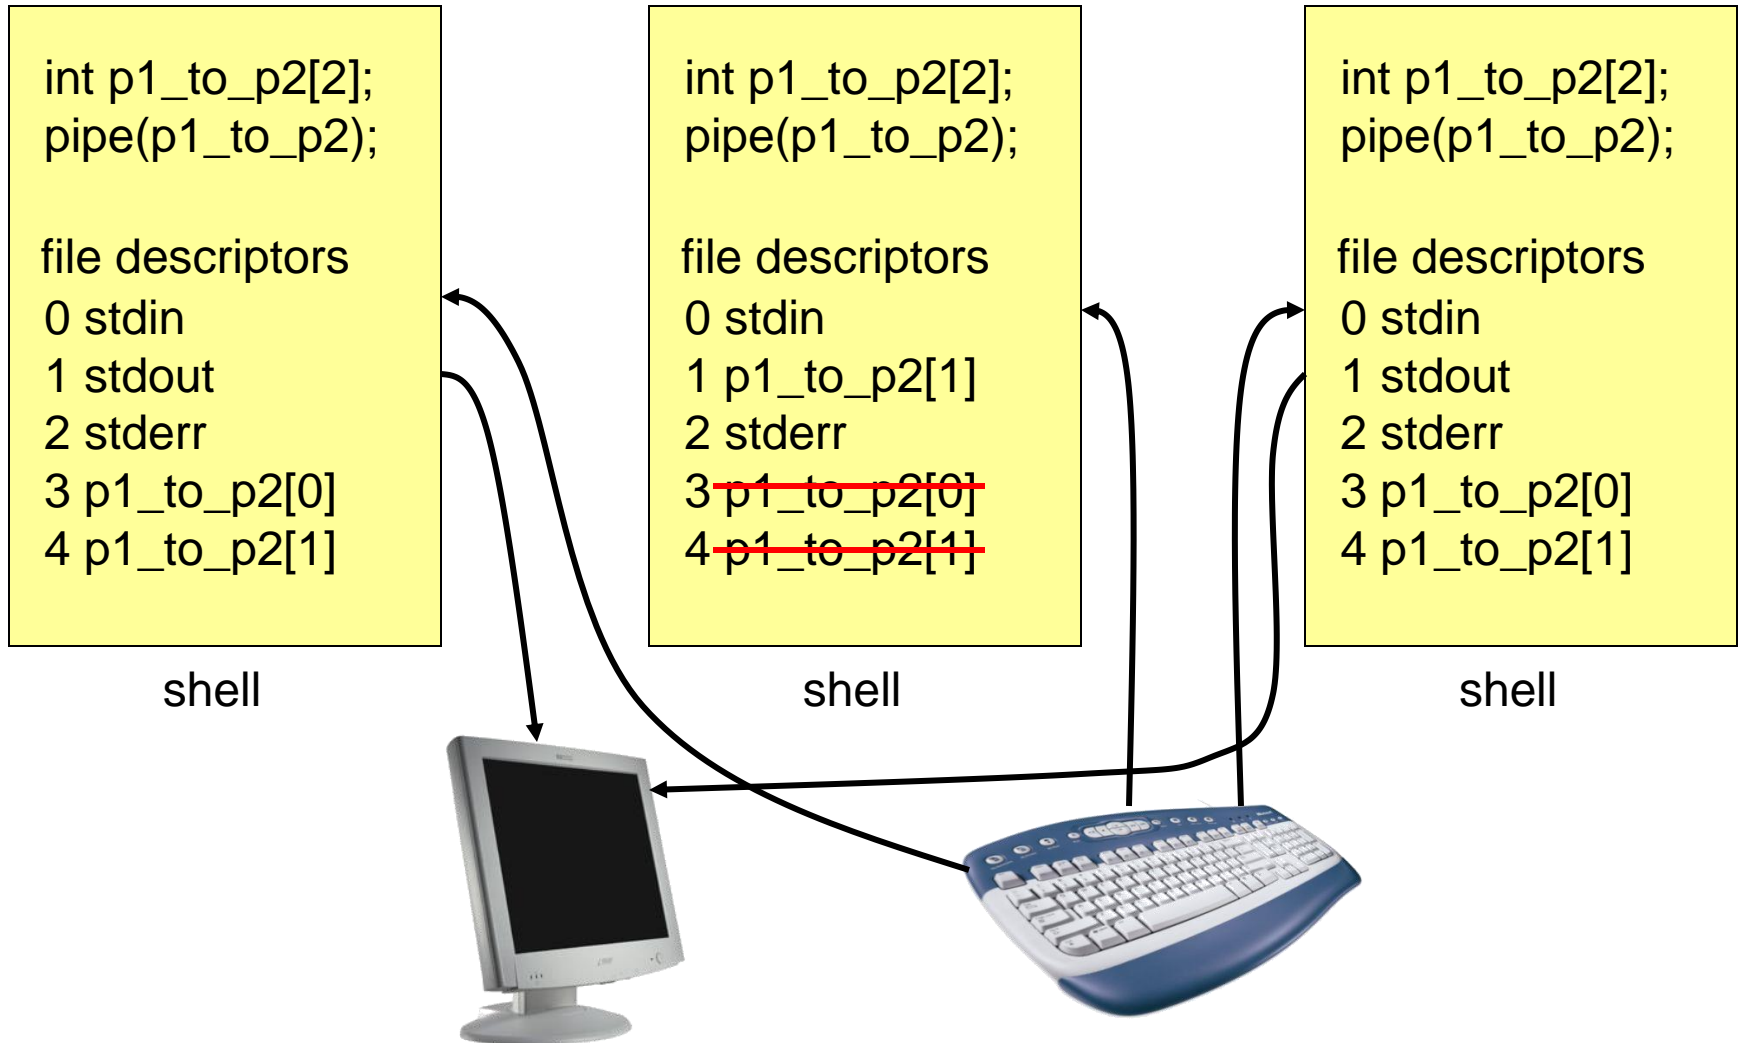 int p1_to_p2[2];
pipe(p1_to_p2);
file descriptors
0 stdin
1 stdout
2 stderr
3 p1_to_p2[0]
4 p1_to_p2[1]
shell
int p1_to_p2[2];
pipe(p1_to_p2);
file descriptors
0 stdin
1 p1_to_p2[1]
2 stderr
3 p1_to_p2[0]
4 p1_to_p2[1]
shell
int p1_to_p2[2];
pipe(p1_to_p2);
file descriptors
0 stdin
1 stdout
2 stderr
3 p1_to_p2[0]
4 p1_to_p2[1]
shell